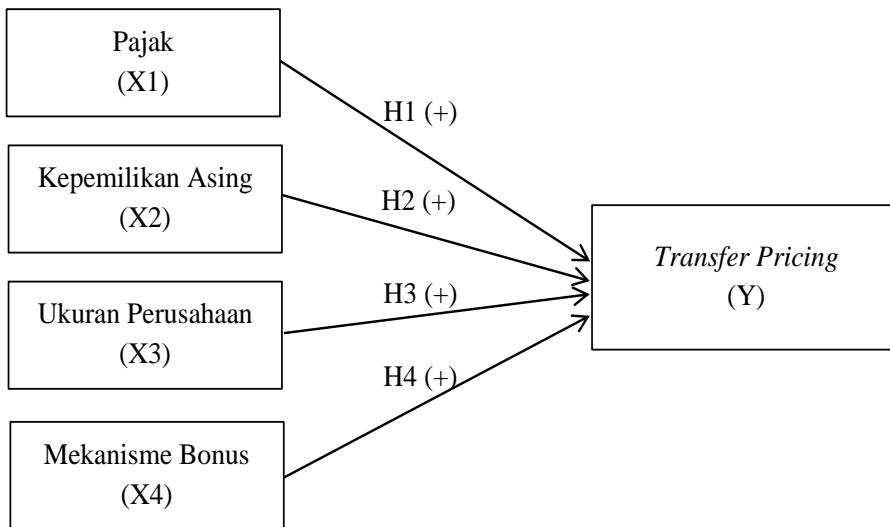 Pajak
(X1)
H1 (+)
Kepemilikan Asing
(X2)
H2 (+)
Transfer Pricing
(Y)
Ukuran Perusahaan
(X3)
H3 (+)
H4 (+)
Mekanisme Bonus
(X4)